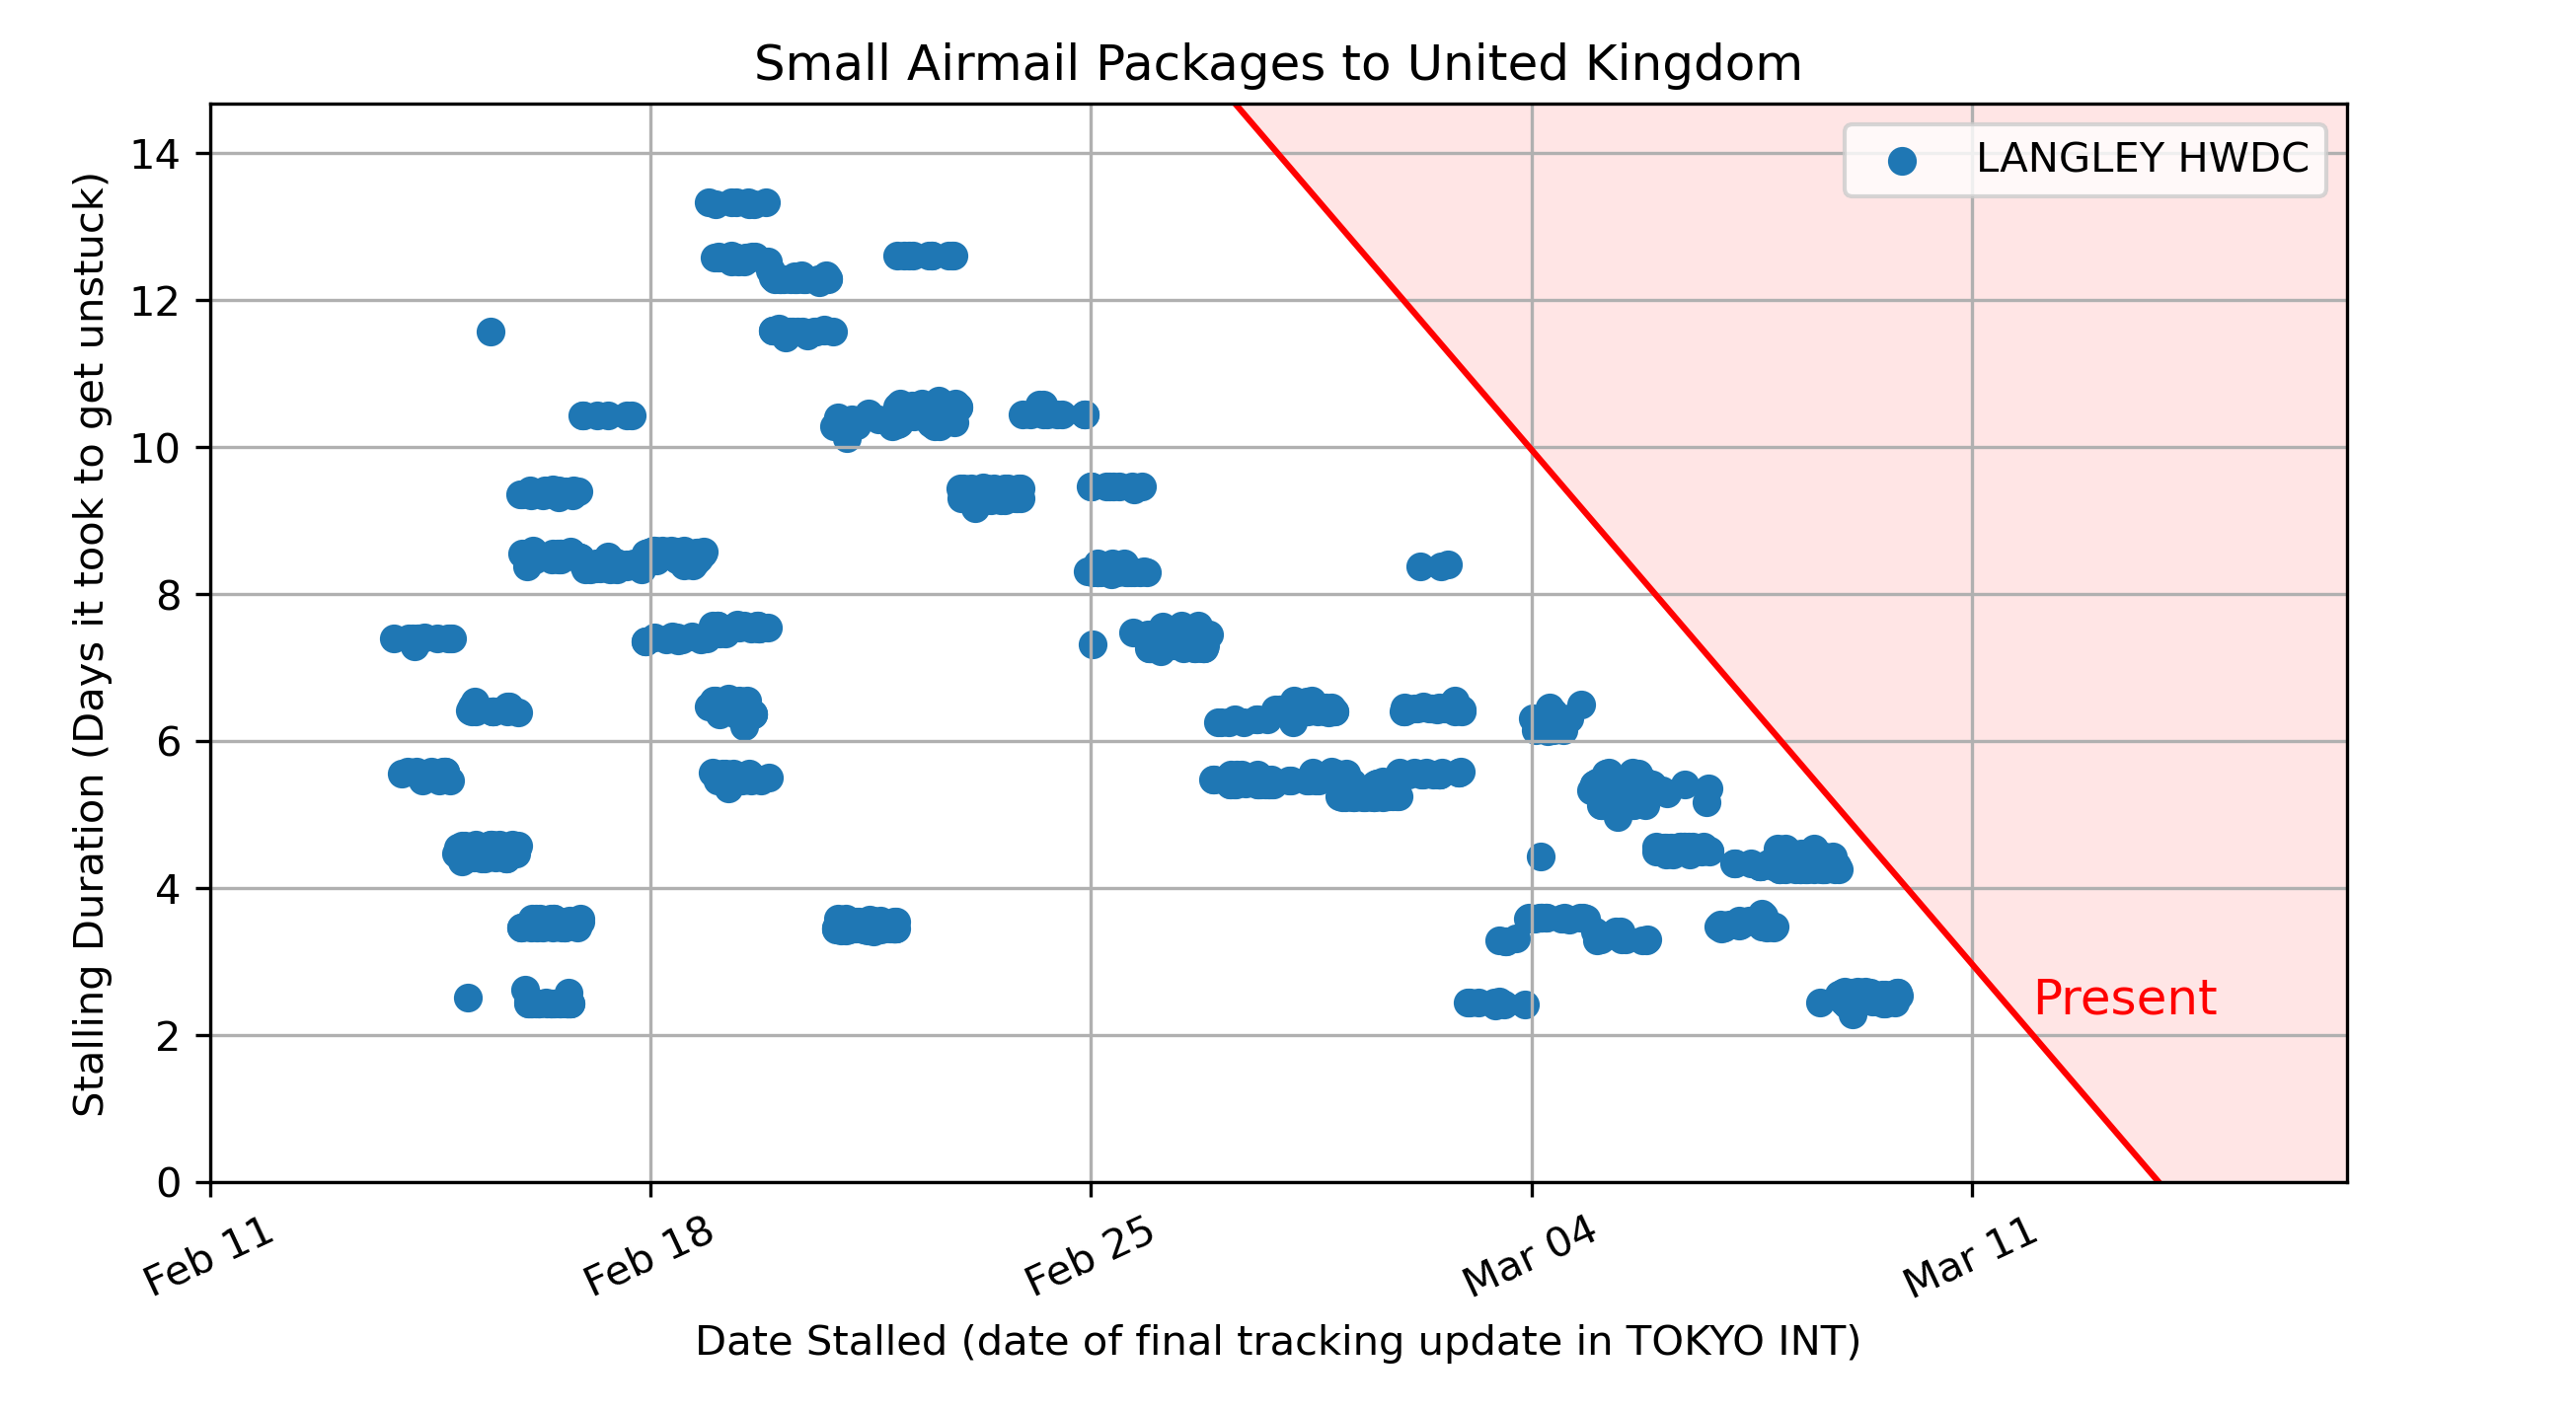 Small Airmail Packages to United Kingdom
LANGLEY HWDC
Stalling Duration (Days it took to get unstuck)
14
12
10
8
6
4
2
0
Present
Feb 11
Feb 18
Feb 25
Mar 04
Mar 11
Date Stalled (date of final tracking update in TOKYO INT)